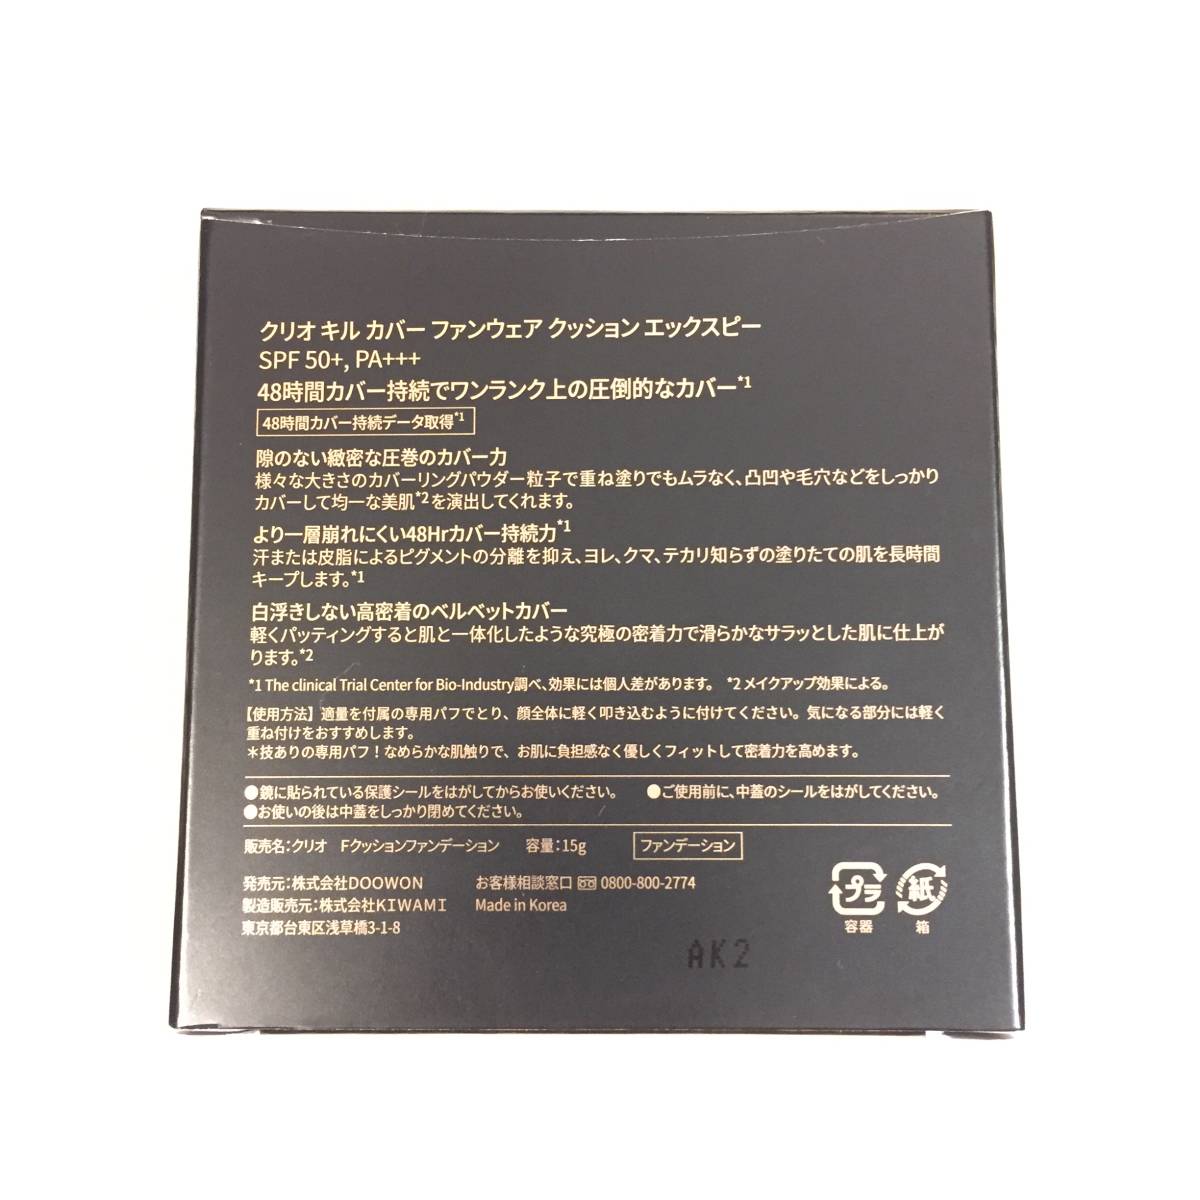 クリオ キル カバー ファンウェア クッション エックスピー
SPF 50+, PA+++
48時間カバー持続でワンランク上の圧倒的なカバー*1
48時間カバー持続データ取得*1
隙のない緻密な圧巻のカバー力
様々な大きさのカバーリングパウダー粒子で重ね塗りでもムラなく、凸凹や毛穴などをしっかり
カバーして均一な美肌*2を演出してくれます。
より一層崩れにくい48Hrカバー持続力*1
汗または皮脂によるピグメントの分離を抑え、ヨレ、クマ、テカリ知らずの塗りたての肌を長時間
キープします。*1
白浮きしない高密着のベルベットカバー
軽くパッティングすると肌と一体化したような究極の密着力で滑らかなサラッとした肌に仕上が
ります。*2
*1 The clinical Trial Center for Bio-Industry調べ、効果には個人差があります。 *2 メイクアップ効果による。
【使用方法】適量を付属の専用パフでとり、顔全体に軽く叩き込むように付けてください。気になる部分には軽く
重ね付けをおすすめします。
＊技ありの専用パフ！なめらかな肌触りで、お肌に負担感なく優しくフィットして密着力を高めます。
●鏡に貼られている保護シールをはがしてからお使いください。 ●ご使用前に、中蓋のシールをはがしてください。
●お使いの後は中蓋をしっかり閉めてください。
販売名：クリオ Fクッションファンデーション 容量：15g ファンデーション
発売元：株式会社DOOWON お客様相談窓口 0800-800-2774
製造販売元：株式会社KIWAMI Made in Korea
東京都台東区浅草橋3-1-8
プラ 紙
容器 箱
AK2